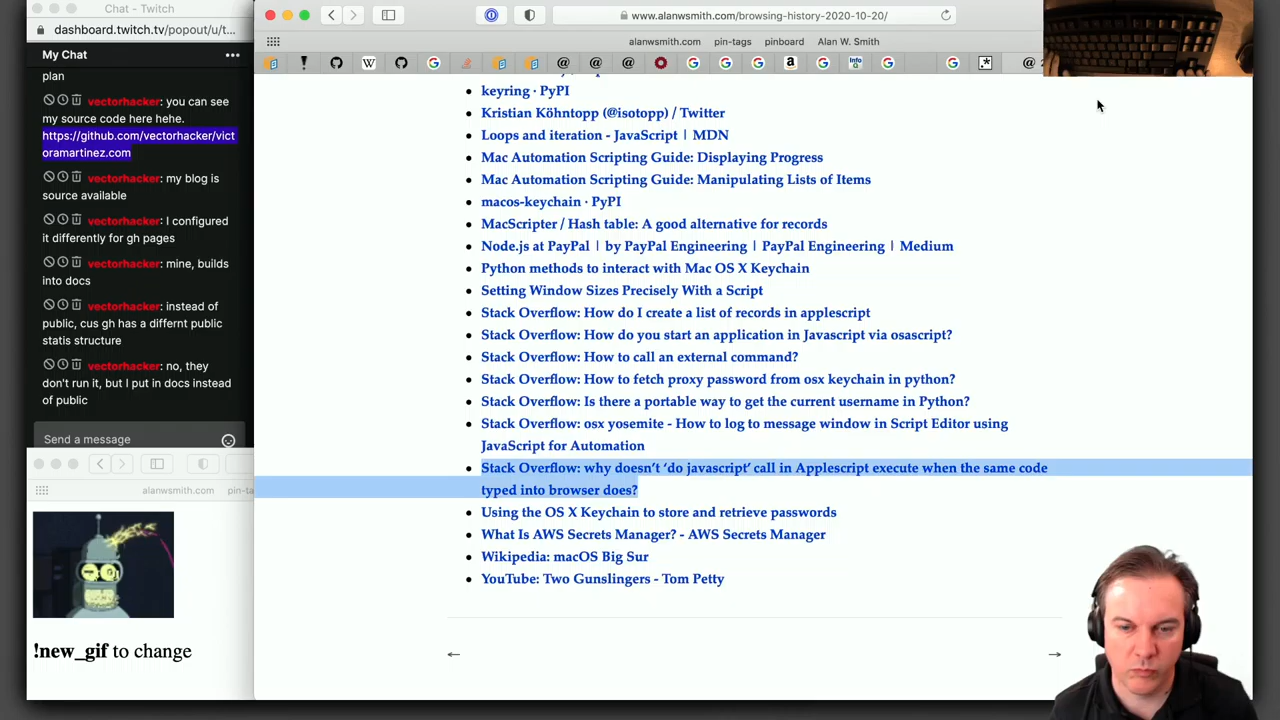 Chat - Twitch
dashboard.twitch.tv/popout/u/t...
My Chat
plan
vectorhacker: you can see
my source code here hehe.
https://github.com/vectorhacker/vict
oramartinez.com
vectorhacker: my blog is
source available
vectorhacker: I configured
it differently for gh pages
vectorhacker: mine, builds
into docs
vectorhacker: instead of
public, cus gh has a differnt public
statis structure
vectorhacker: no, they
don't run it, but I put in docs instead
of public
Send a message
alanwsmith.com pin-ta
!new_gif to change
www.alanwsmith.com/browsing-history-2020-10-20/
alanwsmith.com pin-tags pinboard Alan W. Smith
keyring · PyPI
Kristian Köhntopp (@isotopp) / Twitter
Loops and iteration - JavaScript | MDN
Mac Automation Scripting Guide: Displaying Progress
Mac Automation Scripting Guide: Manipulating Lists of Items
macos-keychain · PyPI
MacScripter / Hash table: A good alternative for records
Node.js at PayPal | by PayPal Engineering | PayPal Engineering | Medium
Python methods to interact with Mac OS X Keychain
Setting Window Sizes Precisely With a Script
Stack Overflow: How do I create a list of records in applescript
Stack Overflow: How do you start an application in Javascript via osascript?
Stack Overflow: How to call an external command?
Stack Overflow: How to fetch proxy password from osx keychain in python?
Stack Overflow: Is there a portable way to get the current username in Python?
Stack Overflow: osx yosemite - How to log to message window in Script Editor using
JavaScript for Automation
Stack Overflow: why doesn't 'do javascript' call in Applescript execute when the same code
typed into browser does?
Using the OS X Keychain to store and retrieve passwords
What Is AWS Secrets Manager? - AWS Secrets Manager
Wikipedia: macOS Big Sur
YouTube: Two Gunslingers - Tom Petty
← →